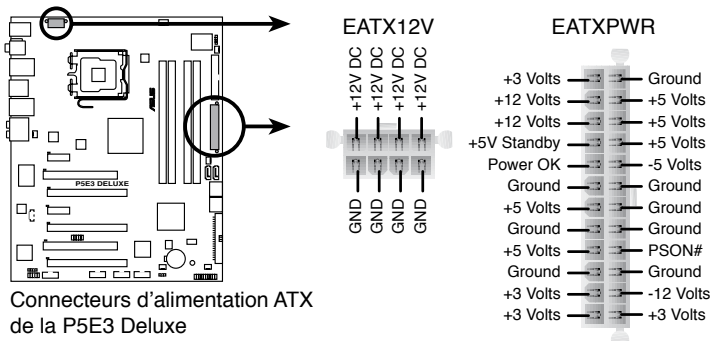 EATX12V
EATXPWR
+12V DC
+12V DC
+12V DC
+12V DC
GND
GND
GND
GND
+3 Volts Ground
+12 Volts +5 Volts
+12 Volts +5 Volts
+5V Standby +5 Volts
Power OK -5 Volts
Ground Ground
+5 Volts Ground
Ground Ground
+5 Volts PSON#
Ground Ground
+3 Volts -12 Volts
+3 Volts +3 Volts
ASUS
P5E3 DELUXE
Connecteurs d’alimentation ATX
de la P5E3 Deluxe